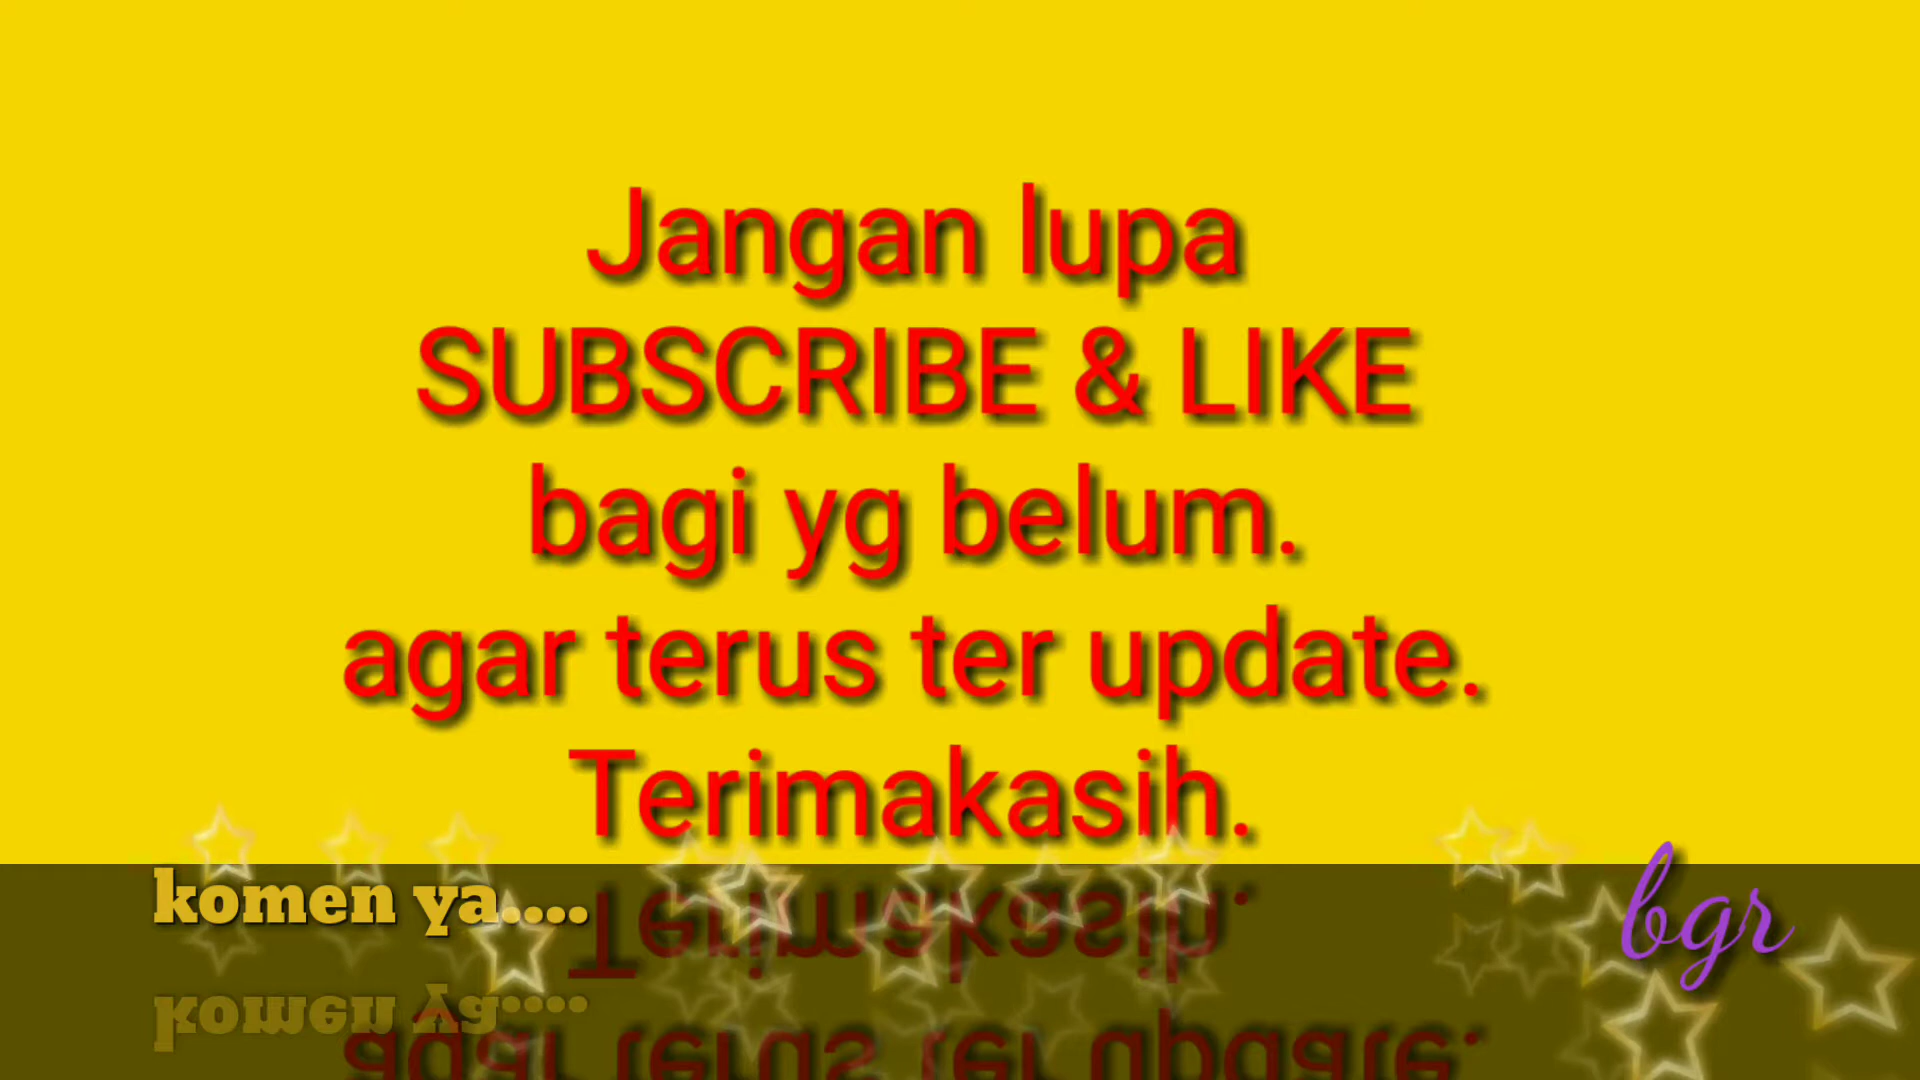 Jangan lupa
SUBSCRIBE & LIKE
bagi yg belum.
agar terus ter update.
Terimakasih.
komen ya....
bgr